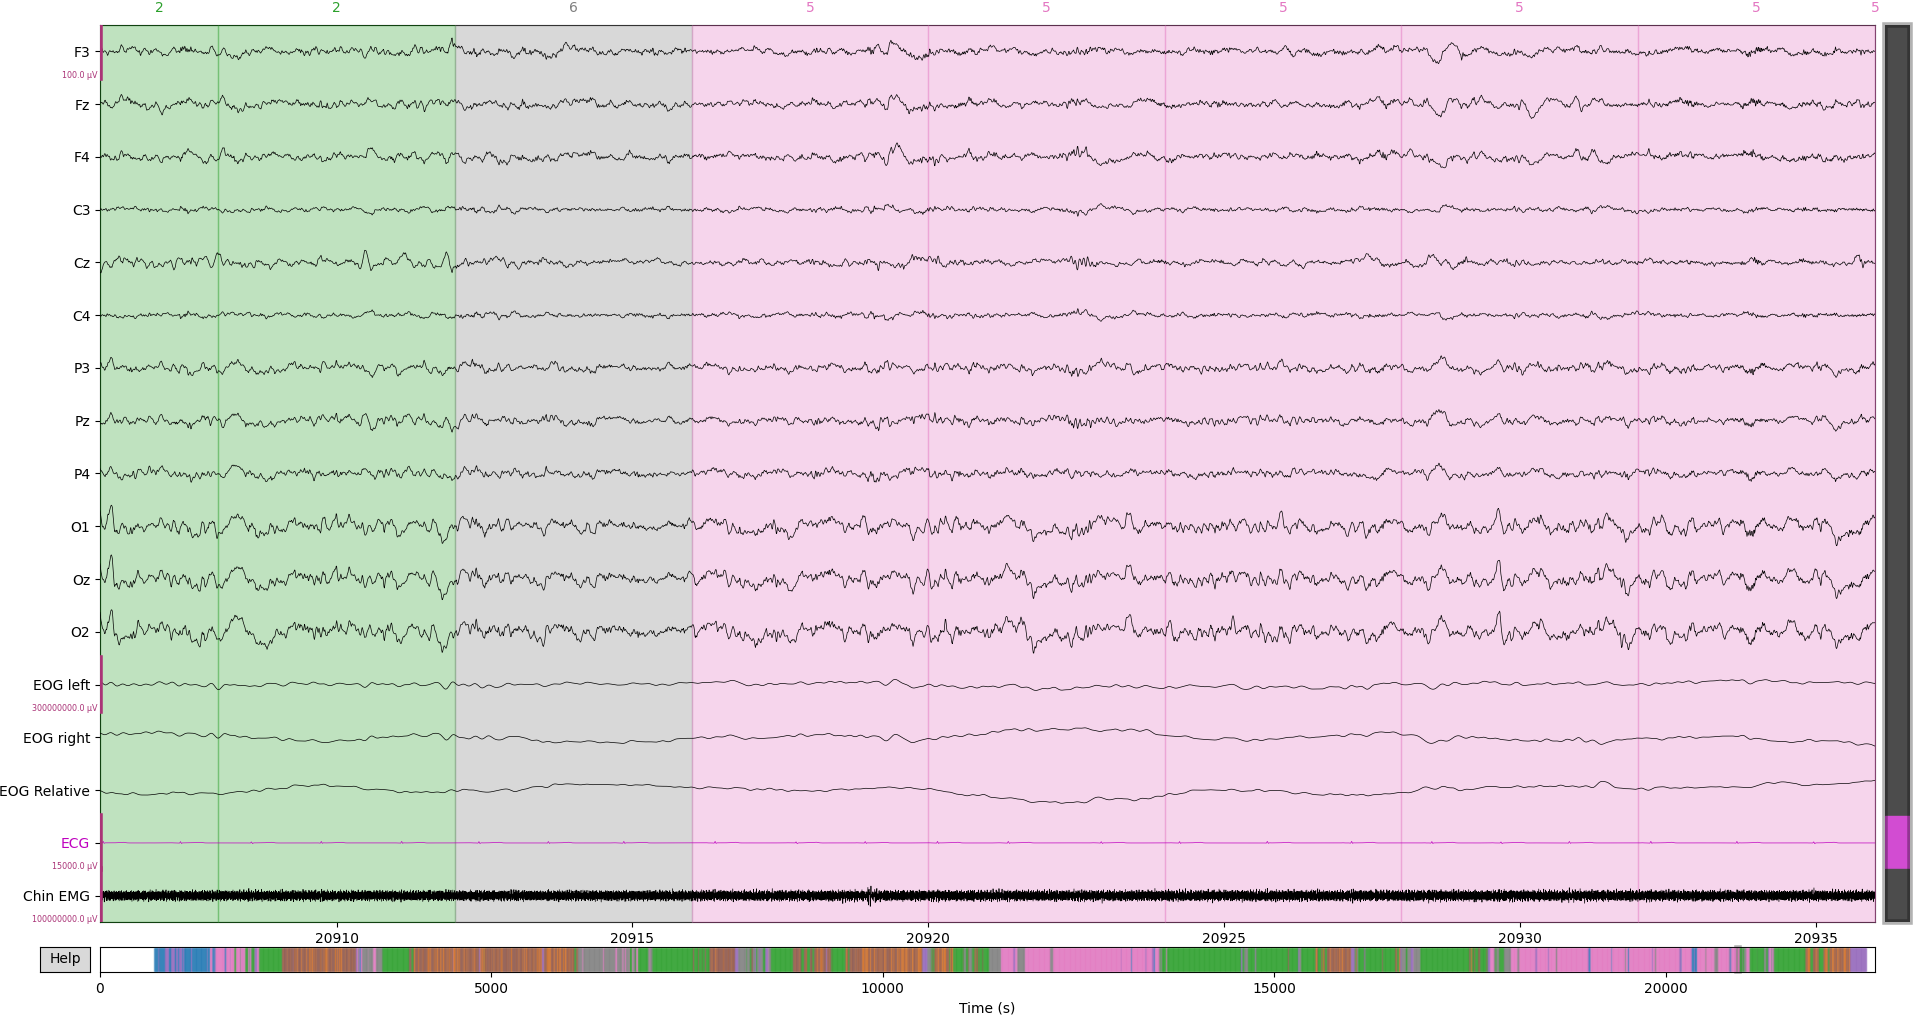 2 2 6 5 5 5 5 5 5
F3
100.0 µV
Fz
F4
C3
Cz
C4
P3
Pz
P4
O1
Oz
O2
EOG left
300000000.0 µV
EOG right
EOG Relative
ECG
15000.0 µV
Chin EMG
100000000.0 µV
20910 20915 20920 20925 20930 20935
Help
0 5000 10000 15000 20000
Time (s)